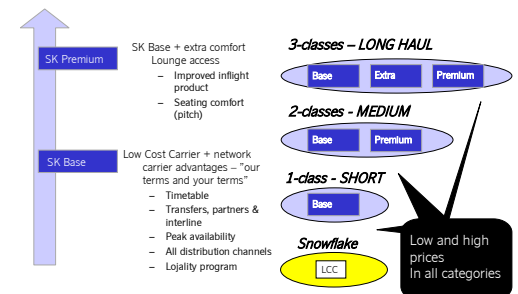 SK Premium
SK Base + extra comfort
Lounge access
– Improved inflight
product
– Seating comfort
(pitch)
SK Base
Low Cost Carrier + network
carrier advantages – "our
terms and your terms"
– Timetable
– Transfers, partners &
interline
– Peak availability
– All distribution channels
– Lojality program
3-classes – LONG HAUL
Base Extra Premium
2-classes – MEDIUM
Base Premium
1-class - SHORT
Base
Snowflake
LCC
Low and high
prices
In all categories